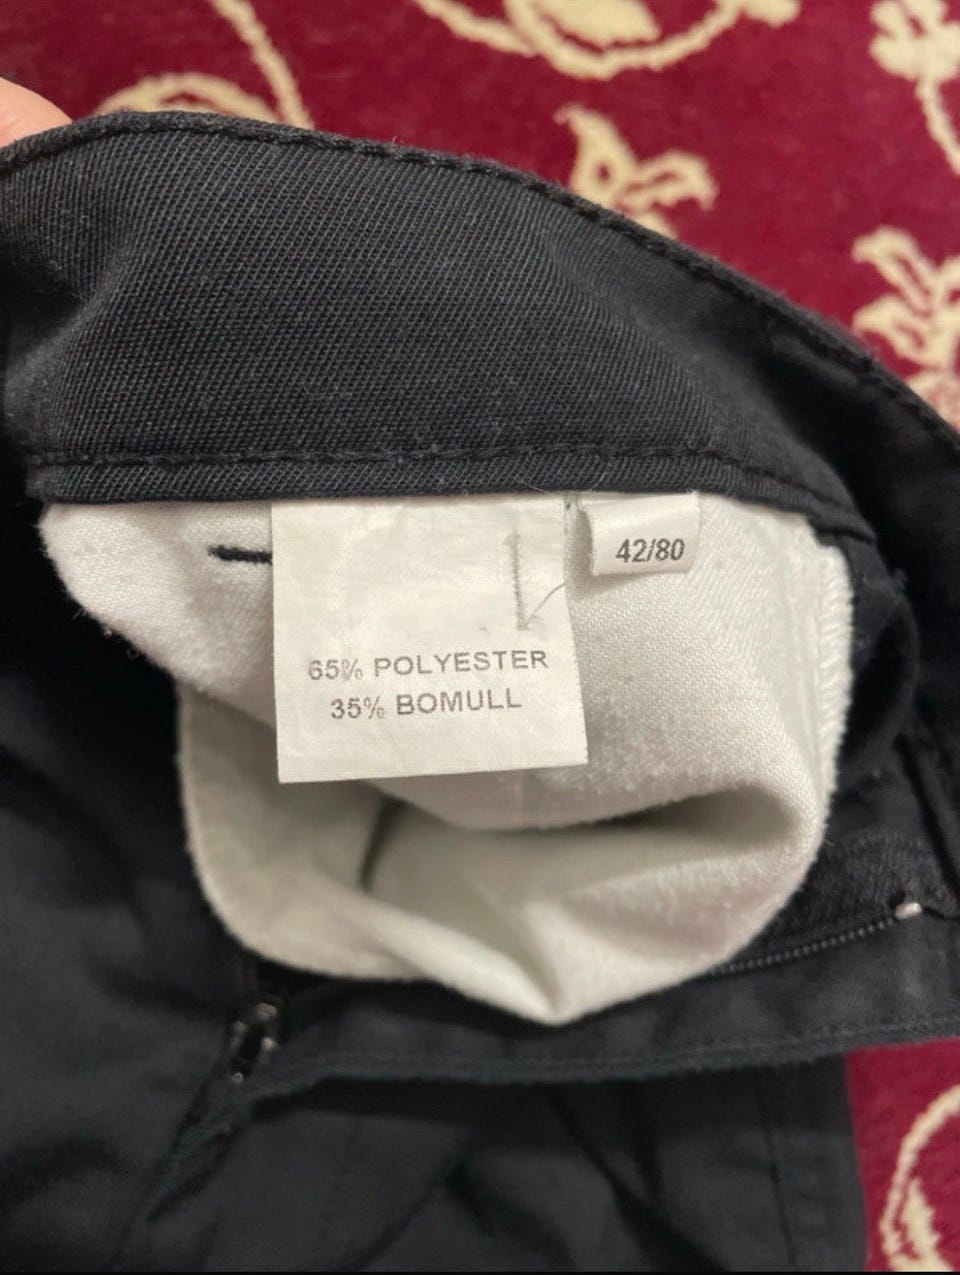 42/80
65% POLYESTER
35% BOMULL